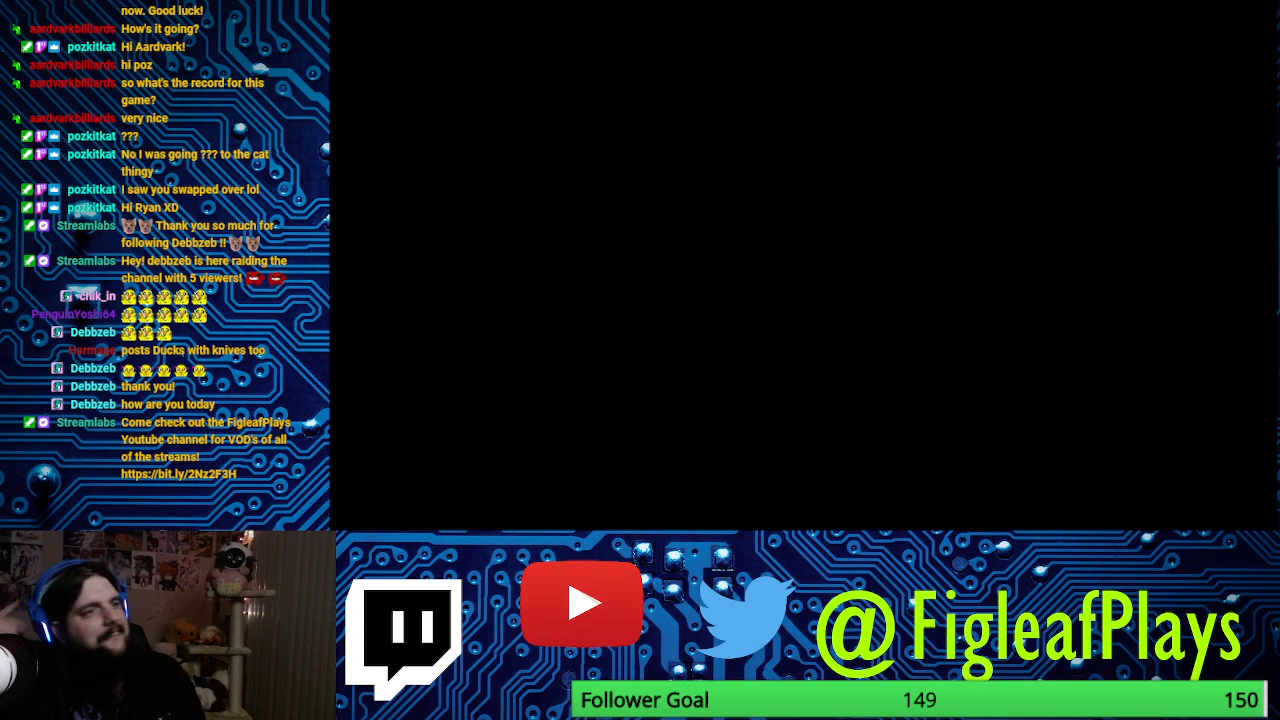 now. Good luck!
aardvarkbilliards How's it going?
pozkitkat Hi Aardvark!
aardvarkbilliards hi poz
aardvarkbilliards so what's the record for this
game?
aardvarkbilliards very nice
pozkitkat ???
pozkitkat No I was going ??? to the cat
thingy
pozkitkat I saw you swapped over lol
pozkitkat Hi Ryan XD
Streamlabs Thank you so much for
following Debbzeb !!
Streamlabs Hey! debbzeb is here raiding the
channel with 5 viewers!
chik_in
PenguinYoshi64
Debbzeb
posts Ducks with knives too
Debbzeb
Debbzeb thank you!
Debbzeb how are you today
Streamlabs Come check out the FigleafPlays
Youtube channel for VOD's of all
of the streams!
https://bit.ly/2Nz2F3H
@FigleafPlays
Follower Goal 149 150